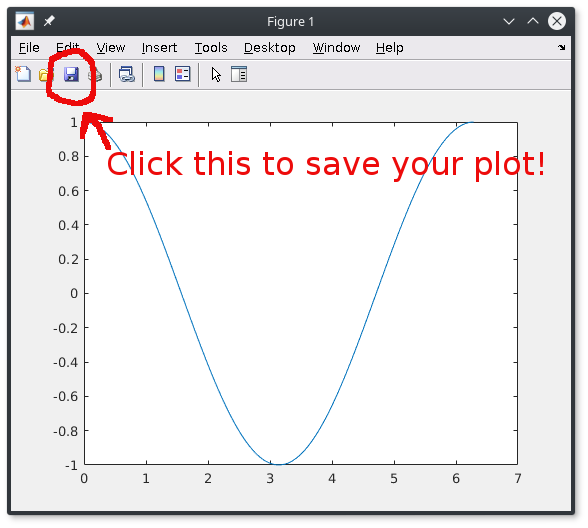 Figure 1
File Edit View Insert Tools Desktop Window Help
Click this to save your plot!
1
0.8
0.6
0.4
0.2
0
-0.2
-0.4
-0.6
-0.8
-1
0 1 2 3 4 5 6 7